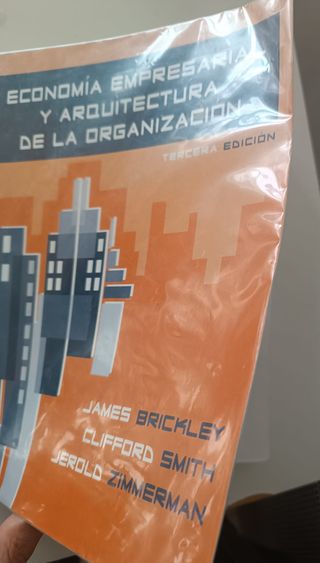 ECONOMÍA EMPRESARIAL
Y ARQUITECTURA
DE LA ORGANIZACIÓN
TERCERA EDICIÓN
JAMES BRICKLEY
CLIFFORD SMITH
JEROLD ZIMMERMAN